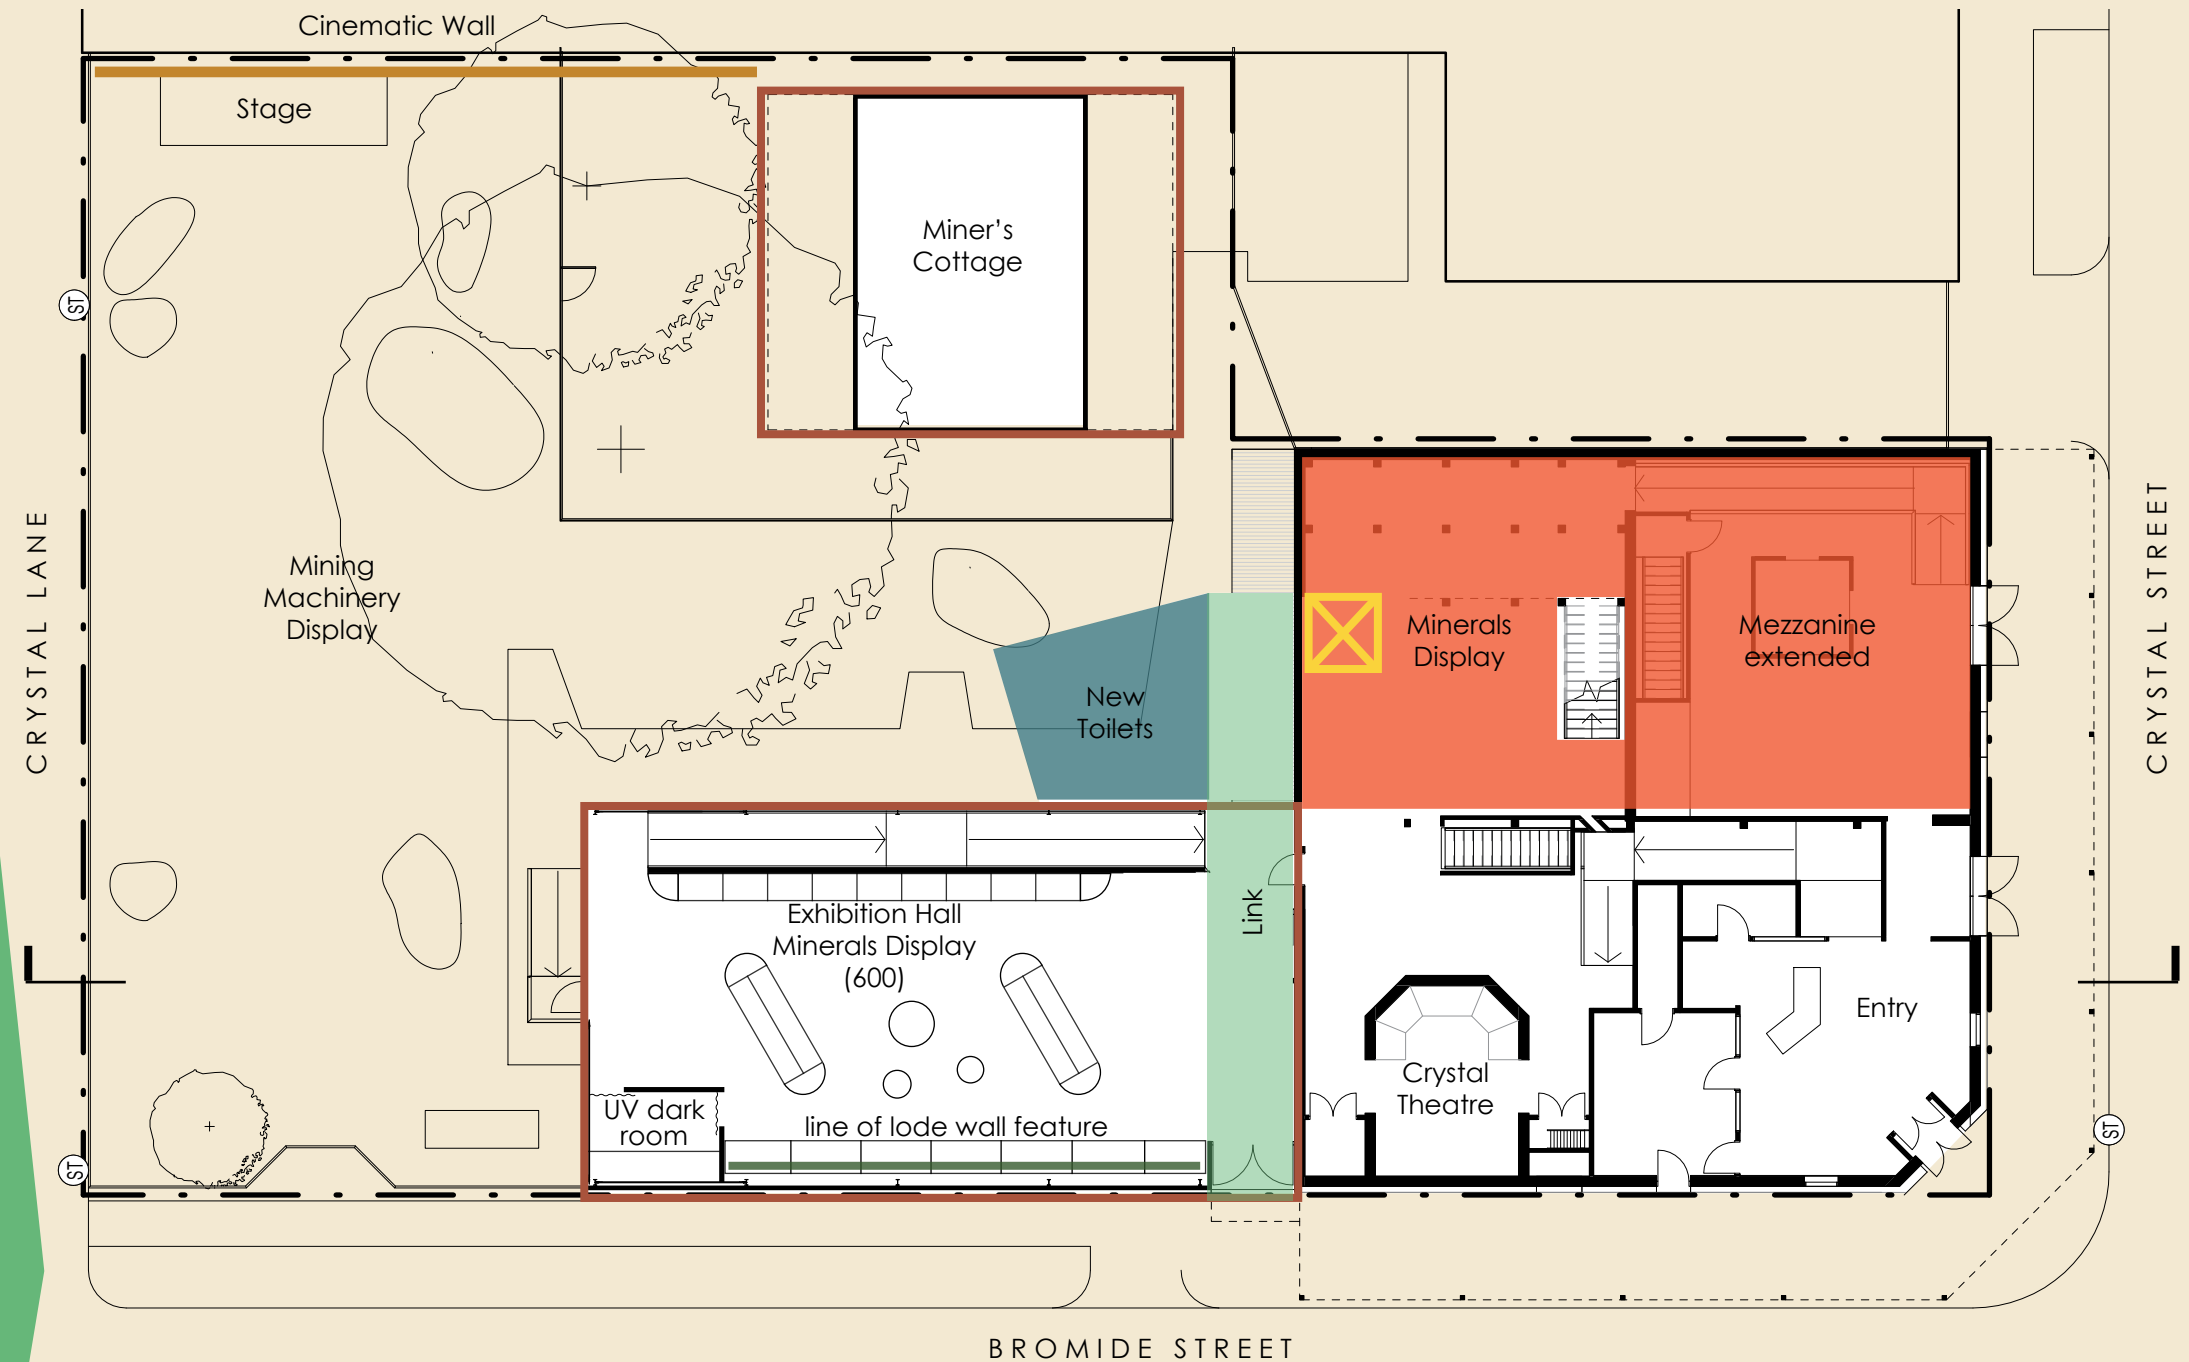 Cinematic Wall
Stage
Miner's
Cottage
ST
CRYSTAL LANE
CRYSTAL STREET
Mining
Machinery
Display
Minerals
Display
Mezzanine
extended
New
Toilets
Link
Exhibition Hall
Minerals Display
(600)
Entry
Crystal
Theatre
UV dark
room
line of lode wall feature
ST
ST
BROMIDE STREET